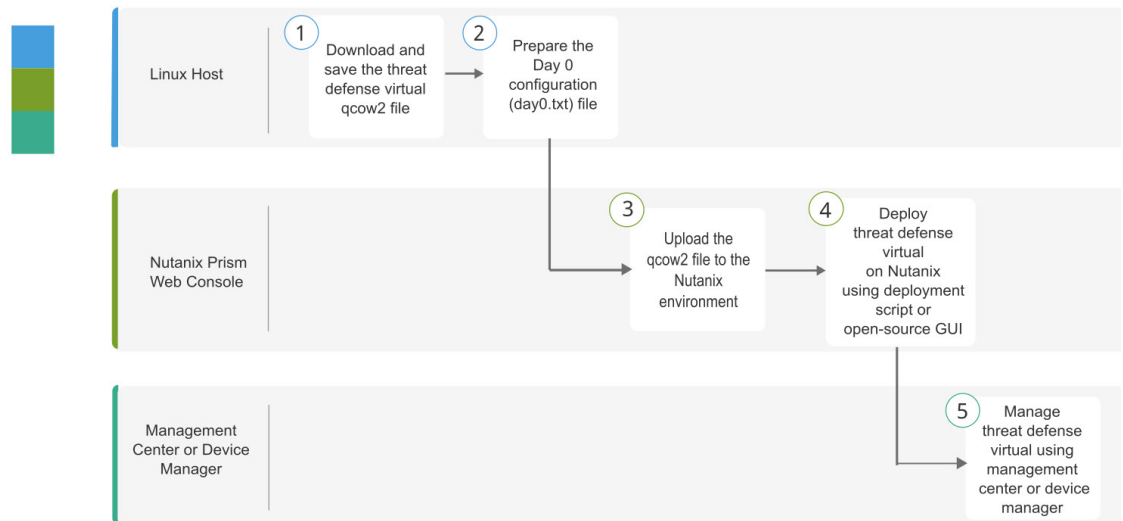 Linux Host
1
Download and
save the threat
defense virtual
qcow2 file
2
Prepare the
Day 0
configuration
(day0.txt) file
Nutanix Prism
Web Console
3
Upload the
qcow2 file to the
Nutanix
environment
4
Deploy
threat defense
virtual
on Nutanix
using deployment
script or
open-source GUI
Management
Center or Device
Manager
5
Manage
threat defense
virtual using
management
center or device
manager